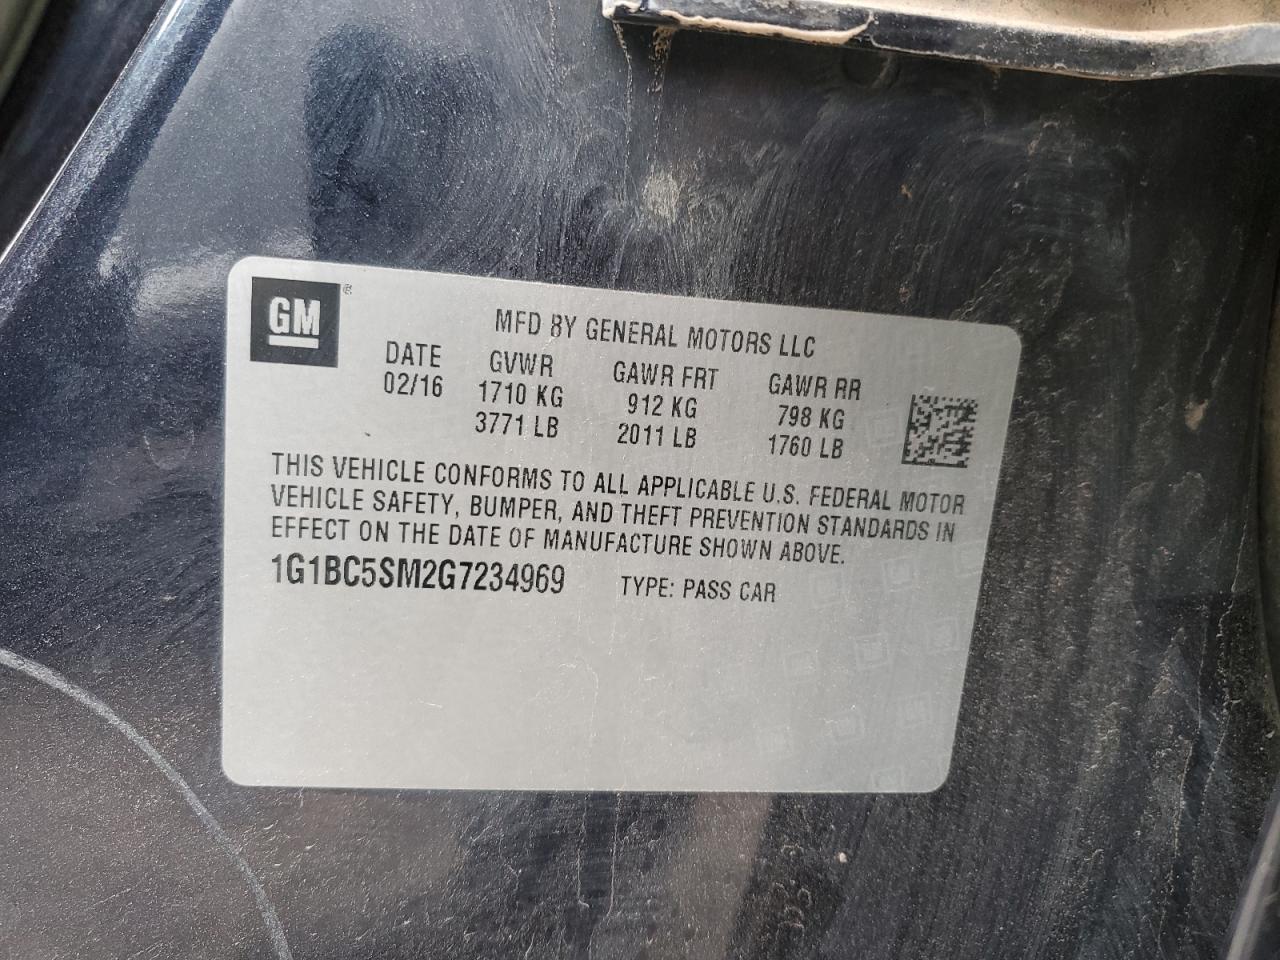 GM ®
MFD BY GENERAL MOTORS LLC
DATE GVWR GAWR FRT GAWR RR
02/16 1710 KG 912 KG 798 KG
3771 LB 2011 LB 1760 LB
THIS VEHICLE CONFORMS TO ALL APPLICABLE U.S. FEDERAL MOTOR
VEHICLE SAFETY, BUMPER, AND THEFT PREVENTION STANDARDS IN
EFFECT ON THE DATE OF MANUFACTURE SHOWN ABOVE.
1G1BC5SM2G7234969 TYPE: PASS CAR